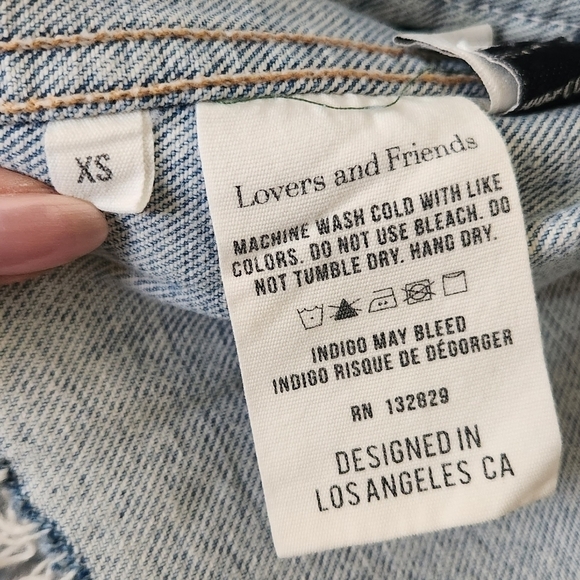 XS
Lovers and Friends
MACHINE WASH COLD WITH LIKE
COLORS. DO NOT USE BLEACH. DO
NOT TUMBLE DRY. HANG DRY.
INDIGO MAY BLEED
INDIGO RISQUE DE DÉGORGER
RN 132829
DESIGNED IN
LOS ANGELES CA